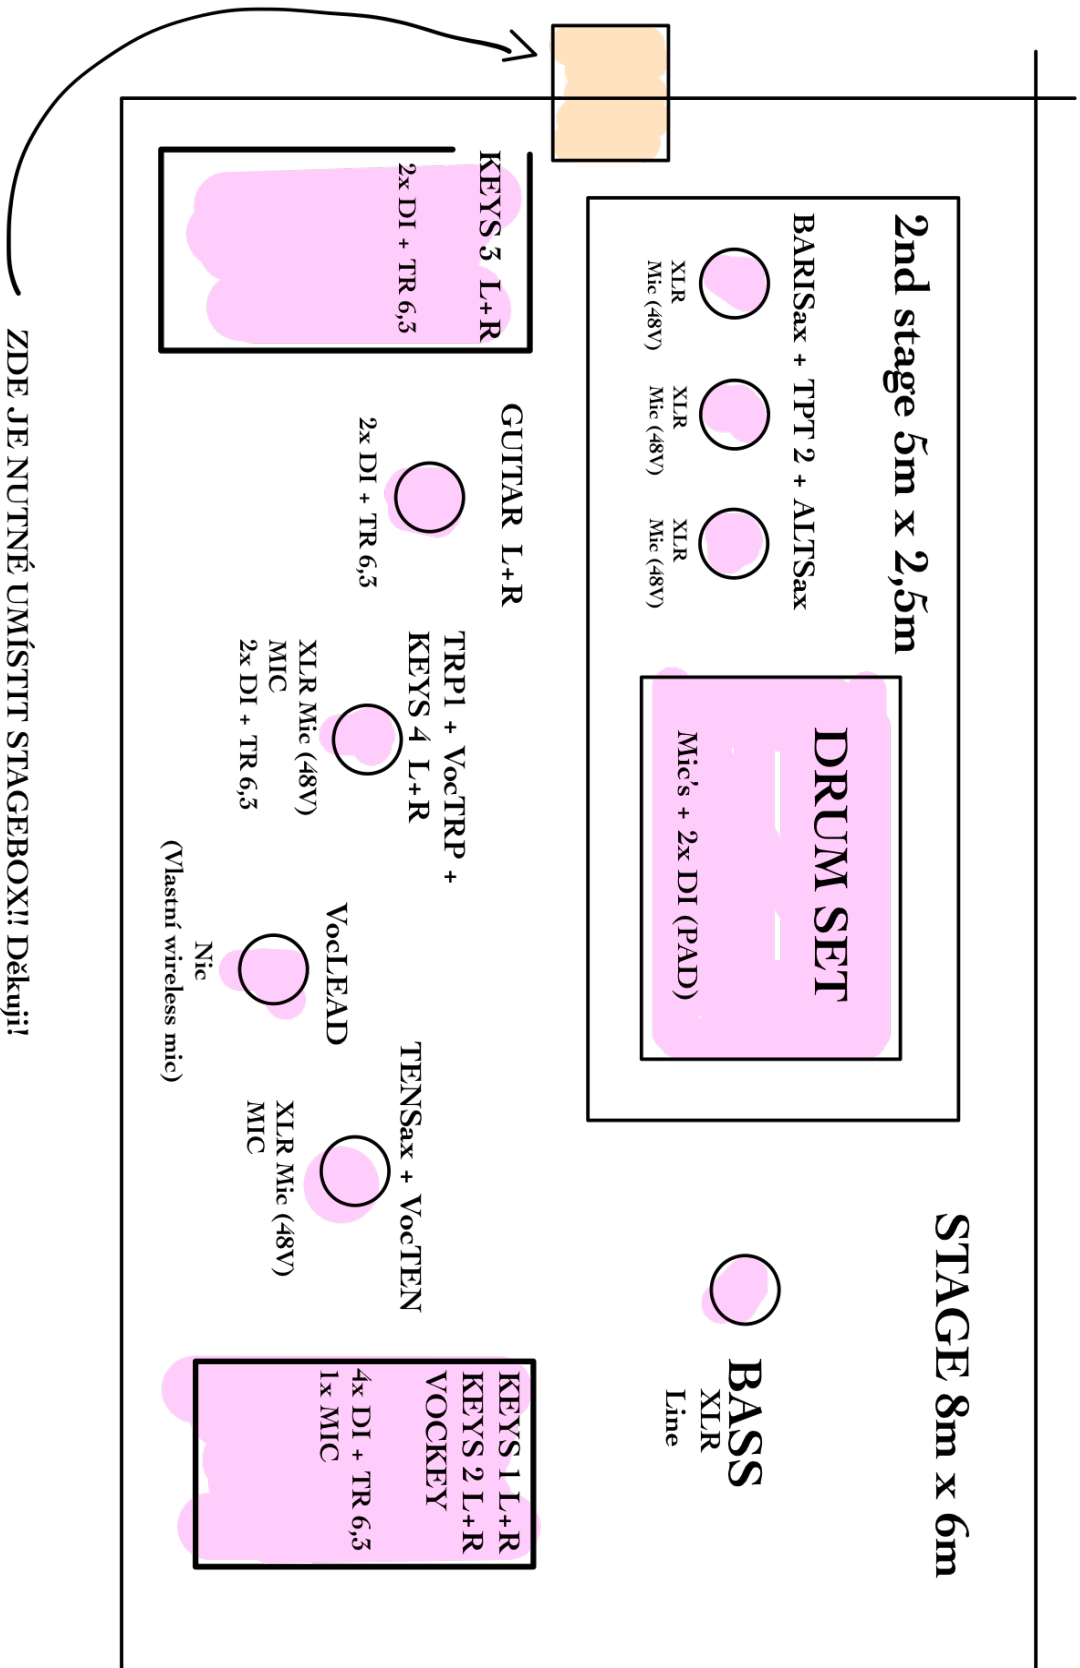 STAGE 8m x 6m
2nd stage 5m x 2,5m
BARISax + TPT 2 + ALTSax
XLR
Mic (48V)
XLR
Mic (48V)
XLR
Mic (48V)
DRUM SET
Mic's + 2x DI (PAD)
BASS
XLR
Line
KEYS 3 L+R
2x DI + TR 6,3
GUITAR L+R
2x DI + TR 6,3
TRP1 + VocTRP +
KEYS 4 L+R
XLR Mic (48V)
MIC
2x DI + TR 6,3
VocLEAD
Nic
(Vlastní wireless mic)
TENSax + VocTEN
XLR Mic (48V)
MIC
KEYS 1 L+R
KEYS 2 L+R
VOCKEY
4x DI + TR 6,3
1x MIC
ZDE JE NUTNÉ UMÍSTIT STAGEBOX!! Děkuji!